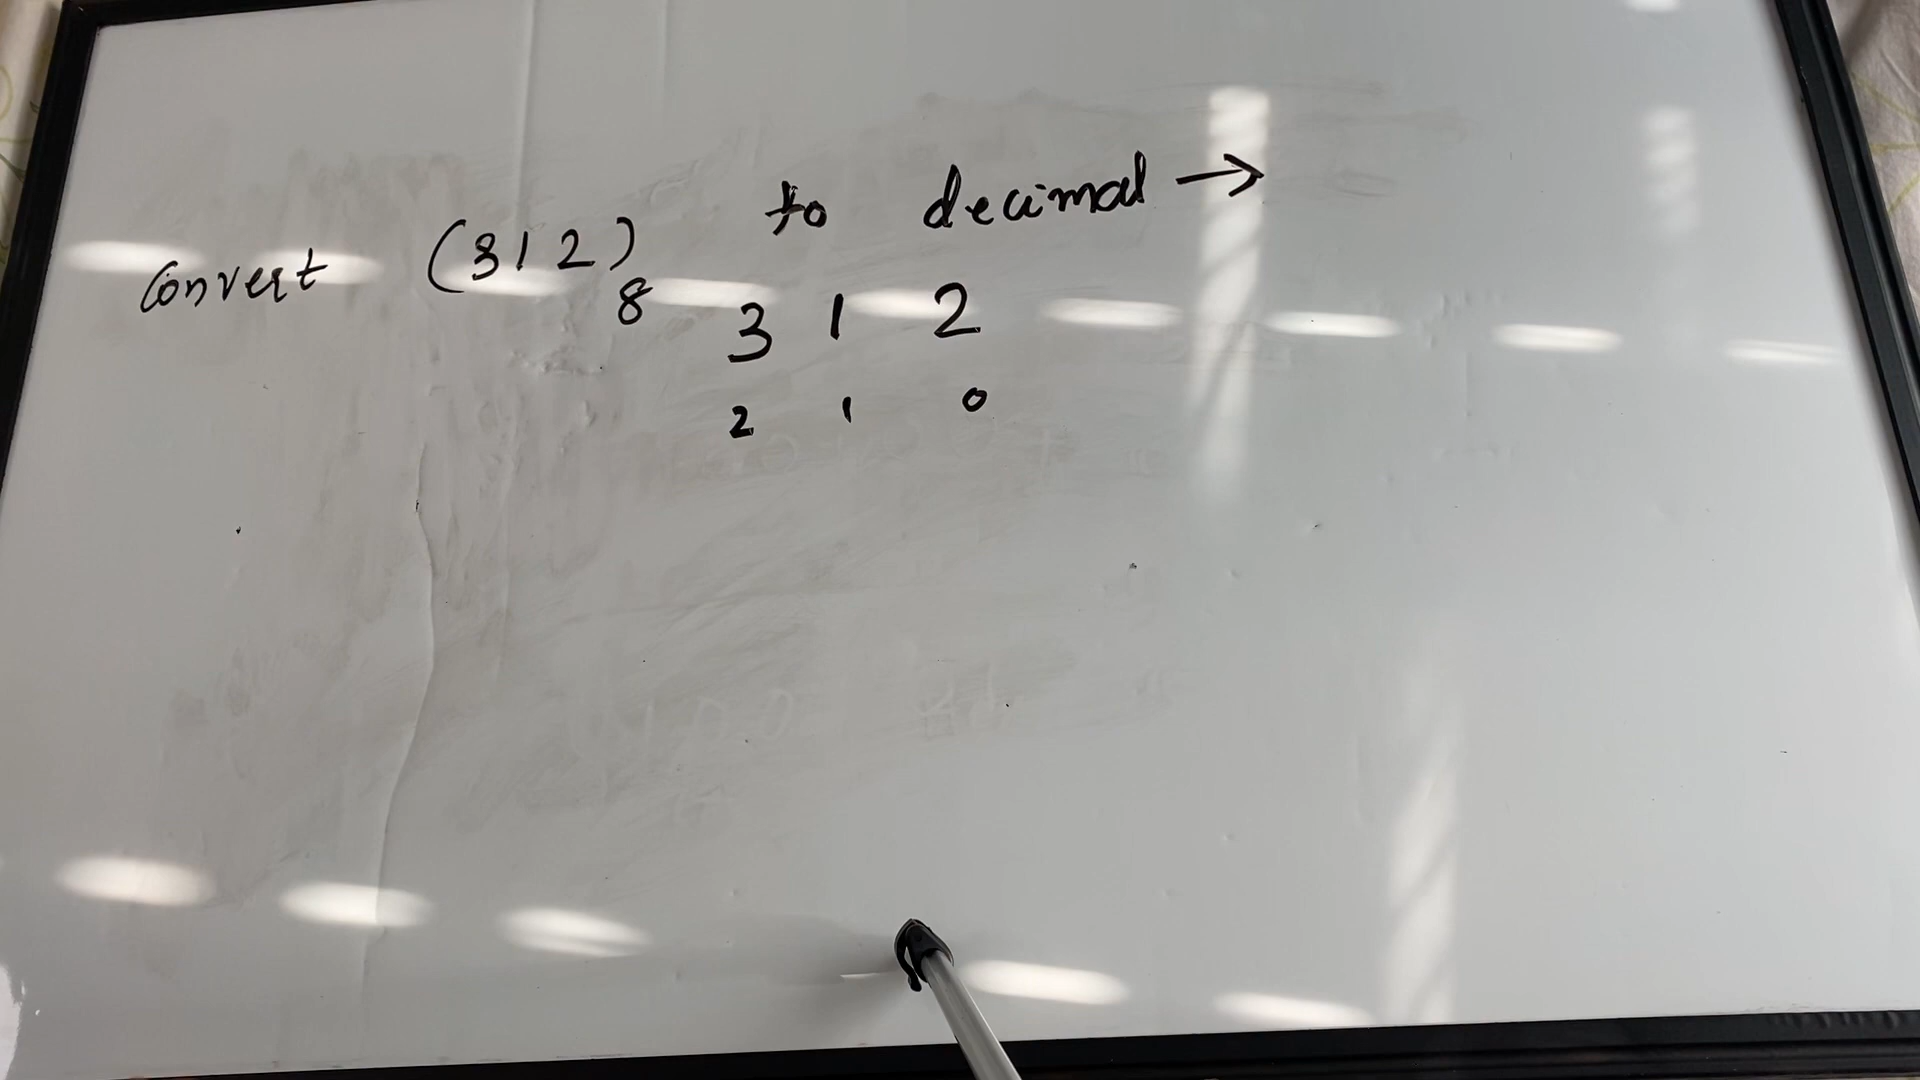 Convert (312)8 to decimal →
3 1 2
2 1 0